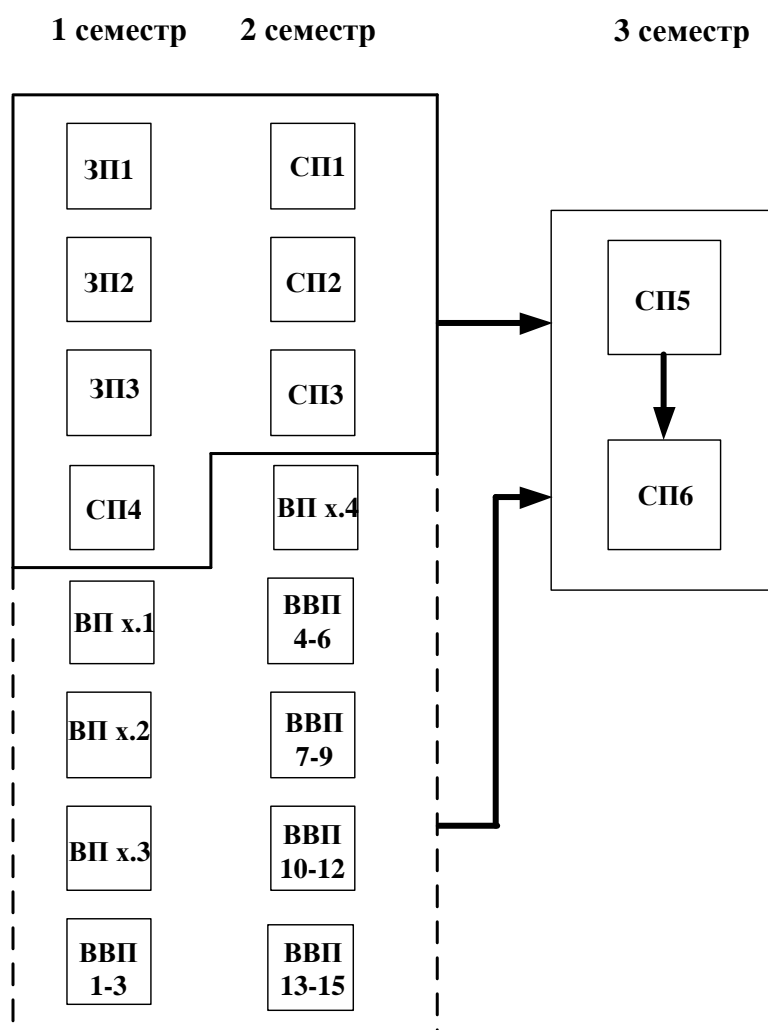 1 семестр 2 семестр 3 семестр
ЗП1 СП1
ЗП2 СП2
ЗП3 СП3
СП4 ВП х.4
ВП х.1 ВВП
4-6
ВП х.2 ВВП
7-9
ВП х.3 ВВП
10-12
ВВП
1-3
ВВП
13-15
СП5
СП6